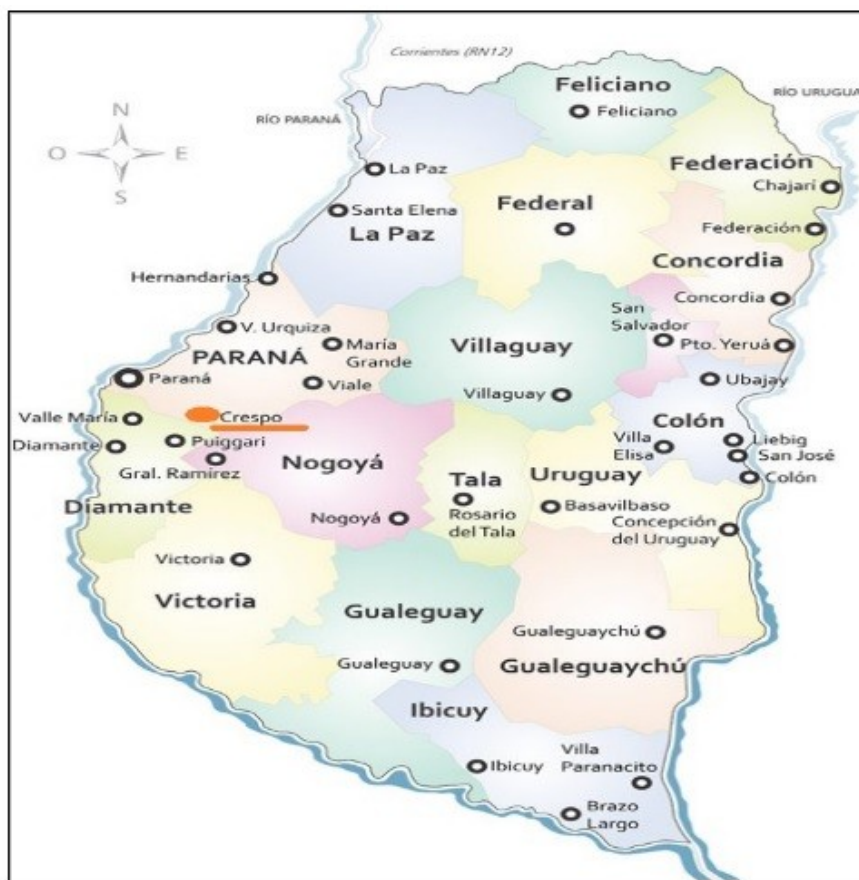 Corrientes (RN12)
Feliciano
Feliciano
RÍO PARANÁ
RÍO URUGUA
N
O
E
S
Federación
Chajarí
La Paz
Santa Elena
La Paz
Federal
Federación
Concordia
Hernandarias
Concordia
San
Salvador
V. Urquiza
María
Grande
PARANÁ
Villaguay
Pto. Yeruá
Paraná
Viale
Villaguay
Ubajay
Valle María
Crespo
Colón
Diamante
Puiggari
Villa
Elisa
Liebig
San José
Gral. Ramírez
Nogoyá
Tala
Uruguay
Colón
Diamante
Nogoyá
Rosario
del Tala
Basavilbaso
Concepción
del Uruguay
Victoria
Victoria
Gualeguay
Gualeguaychú
Gualeguay
Gualeguaychú
Ibicuy
Ibicuy
Villa
Paranacito
Brazo
Largo